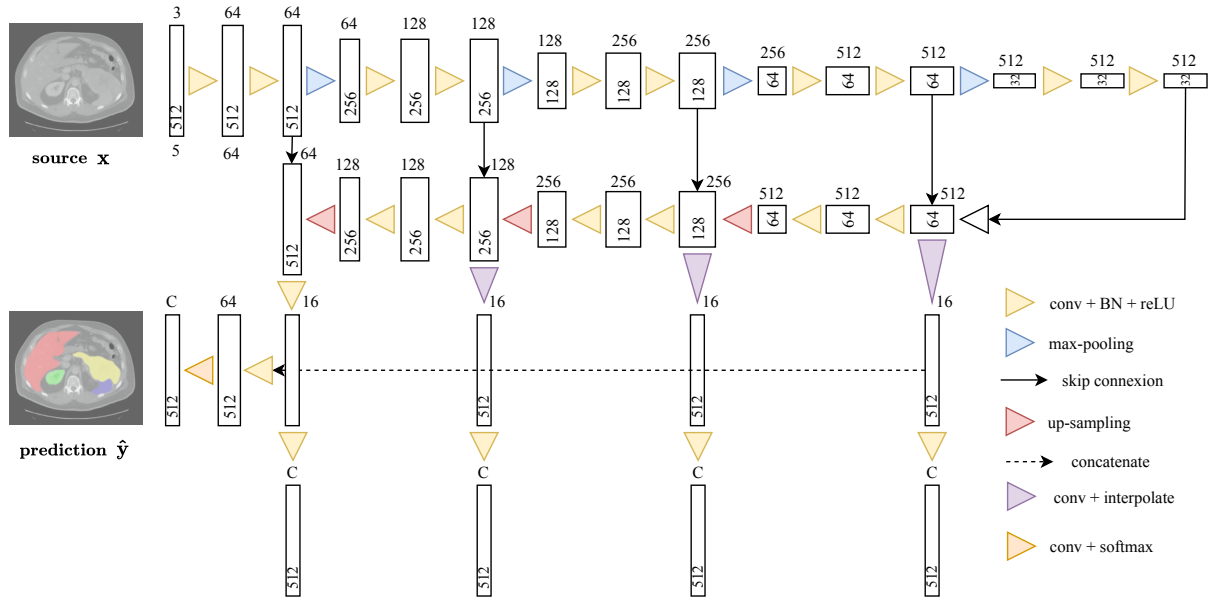 3 64 64 64 128 128 128 256 256 256 512 512 512 512 512
512 512 512 256 256 256 128 128 128 64 64 64 32 32 32
source x
5 64 64 128 128 128 256 256 256 512 512 512
512 256 256 256 128 128 128 64 64 64
C 64 16 16 16 16
512 512 512 512 512
prediction ŷ
C C C C
512 512 512 512
conv + BN + reLU
max-pooling
skip connexion
up-sampling
concatenate
conv + interpolate
conv + softmax